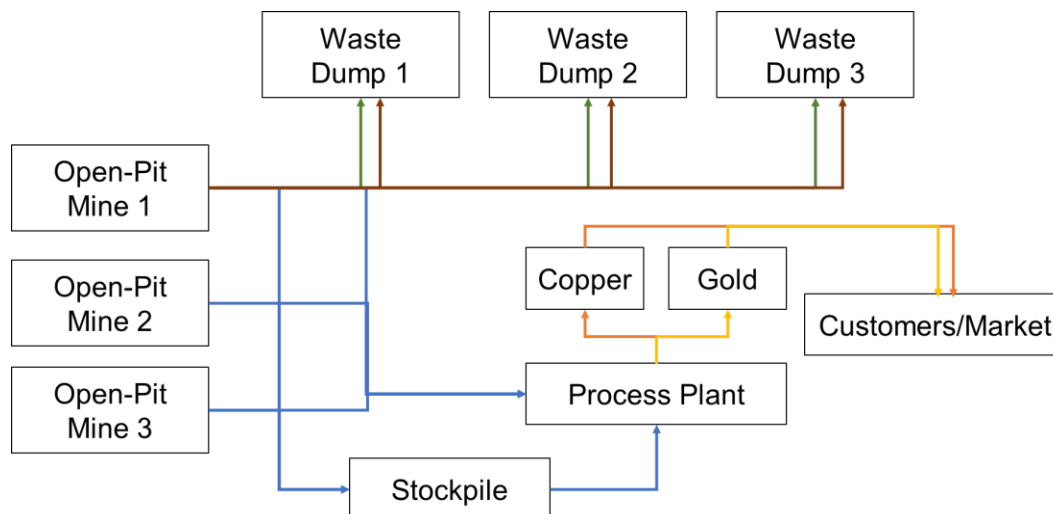 Waste
Dump 1
Waste
Dump 2
Waste
Dump 3
Open-Pit
Mine 1
Open-Pit
Mine 2
Open-Pit
Mine 3
Copper
Gold
Customers/Market
Process Plant
Stockpile